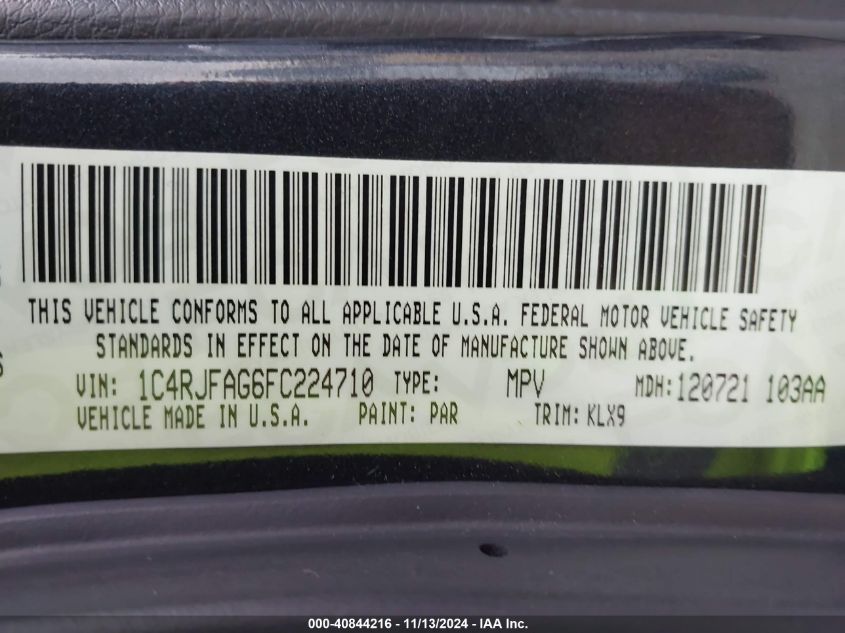 THIS VEHICLE CONFORMS TO ALL APPLICABLE U.S.A. FEDERAL MOTOR VEHICLE SAFETY
STANDARDS IN EFFECT ON THE DATE OF MANUFACTURE SHOWN ABOVE.
VIN: 1C4RJFAG6FC224710 TYPE: MPV MDH:120721 103AA
VEHICLE MADE IN U.S.A. PAINT: PAR TRIM: KLX9
000-40844216 - 11/13/2024 - IAA Inc.